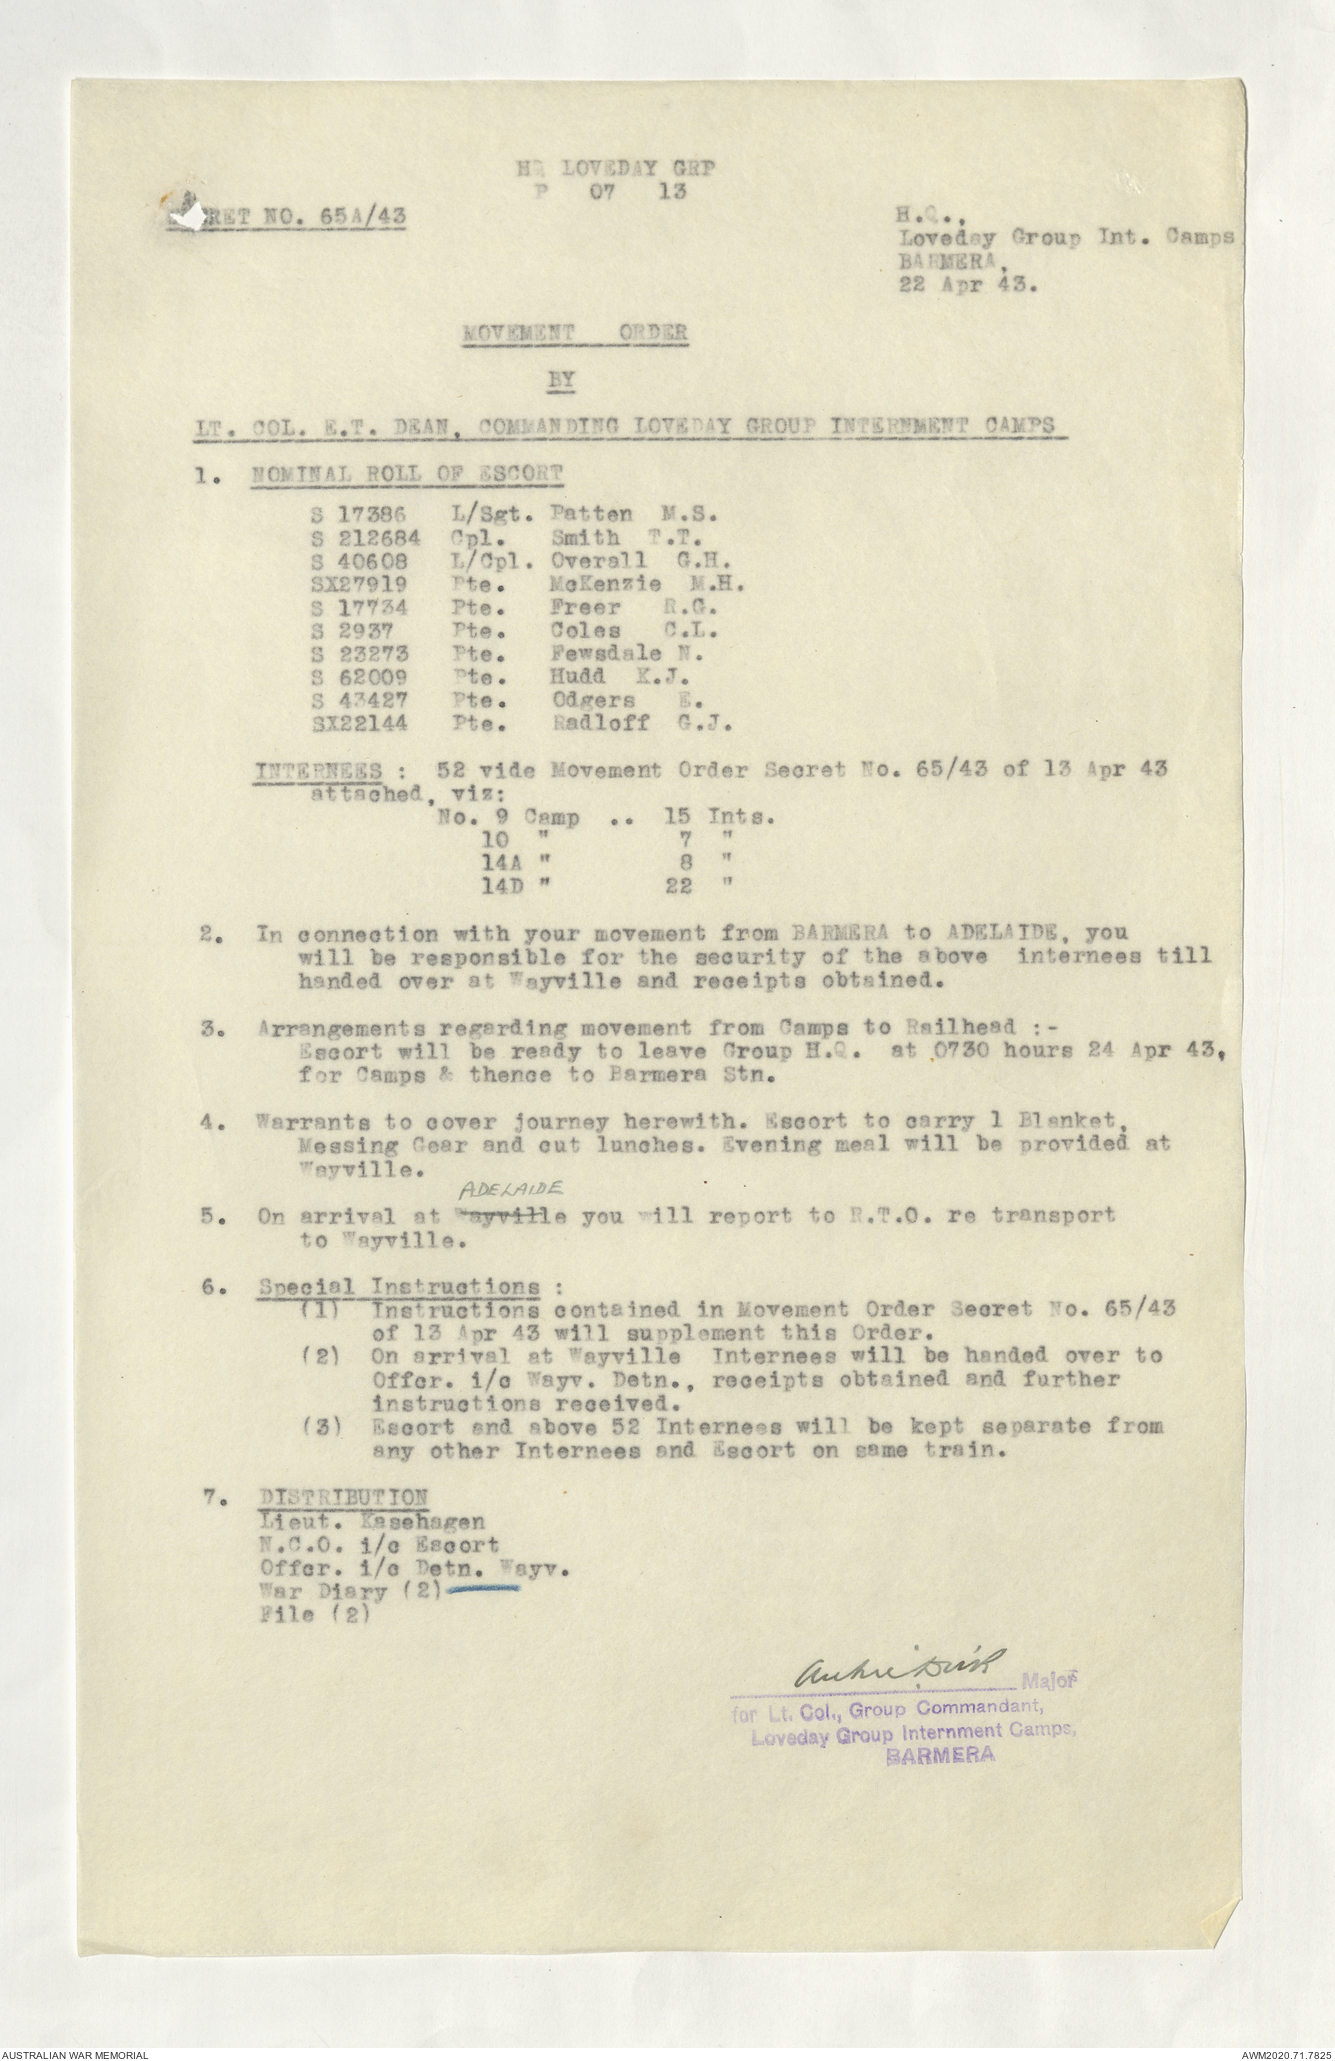 HQ LOVEDAY GRP
P 07 13
RET NO. 65A/43
H.Q.,
Loveday Group Int. Camps
BARMERA,
22 Apr 43.
MOVEMENT ORDER
BY
LT. COL. E.T. DEAN, COMMANDING LOVEDAY GROUP INTERNMENT CAMPS
1. NOMINAL ROLL OF ESCORT
S 17386 L/Sgt. Patten M.S.
S 212684 Cpl. Smith T.T.
S 40608 L/Cpl. Overall G.H.
SX27919 Pte. McKenzie M.H.
S 17734 Pte. Freer R.G.
S 2937 Pte. Coles C.L.
S 23273 Pte. Fewsdale N.
S 62009 Pte. Hudd K.J.
S 43427 Pte. Odgers E.
SX22144 Pte. Radloff G.J.
INTERNEES : 52 vide Movement Order Secret No. 65/43 of 13 Apr 43
attached, viz:
No. 9 Camp .. 15 Ints.
10 " 7 "
14A " 8 "
14D " 22 "
2. In connection with your movement from BARMERA to ADELAIDE, you
will be responsible for the security of the above internees till
handed over at Wayville and receipts obtained.
3. Arrangements regarding movement from Camps to Railhead :-
Escort will be ready to leave Group H.Q. at 0730 hours 24 Apr 43,
for Camps & thence to Barmera Stn.
4. Warrants to cover journey herewith. Escort to carry 1 Blanket,
Messing Gear and cut lunches. Evening meal will be provided at
Wayville.
ADELAIDE
5. On arrival at Wayville you will report to R.T.O. re transport
to Wayville.
6. Special Instructions :
(1) Instructions contained in Movement Order Secret No. 65/43
of 13 Apr 43 will supplement this Order.
(2) On arrival at Wayville Internees will be handed over to
Offcr. i/c Wayv. Detn., receipts obtained and further
instructions received.
(3) Escort and above 52 Internees will be kept separate from
any other Internees and Escort on same train.
7. DISTRIBUTION
Lieut. Kasehagen
N.C.O. i/c Escort
Offcr. i/c Detn. Wayv.
War Diary (2)
File (2)
Major
for Lt. Col., Group Commandant,
Loveday Group Internment Camps,
BARMERA
AUSTRALIAN WAR MEMORIAL
AWM2020.71.7825